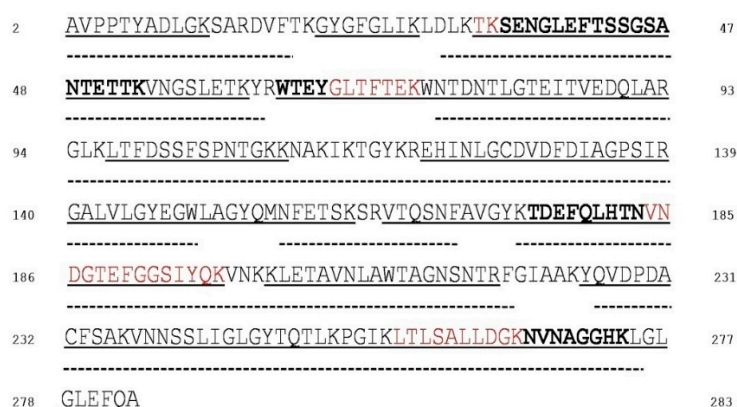 2 AVPPTYADLGKSARDVFTKGYGFGLIKLDLKTKSENGLEFTSSGSA 47
48 NTETTKVNGSLETKYRWTEYGLTFTEKWNTDNTLGTEITVEDQLAR 93
94 GLKLTFDSSFSPNTGKKNAKIKTGYKREHINLGCDVDFDIAGPSIR 139
140 GALVLGYEGWLAGYQMNFETSKSRVTQSNFAVGYKTDEFQLHTNVN 185
186 DGTEFGGSIYQKVNKKLETAVNLAWTAGNSNTRFGIAAKYQVDPDA 231
232 CFSAKVNNSSLIGLGYTQTLKPGIKLTLSALLDGKNVNAGGHKLGL 277
278 GLEFQA 283